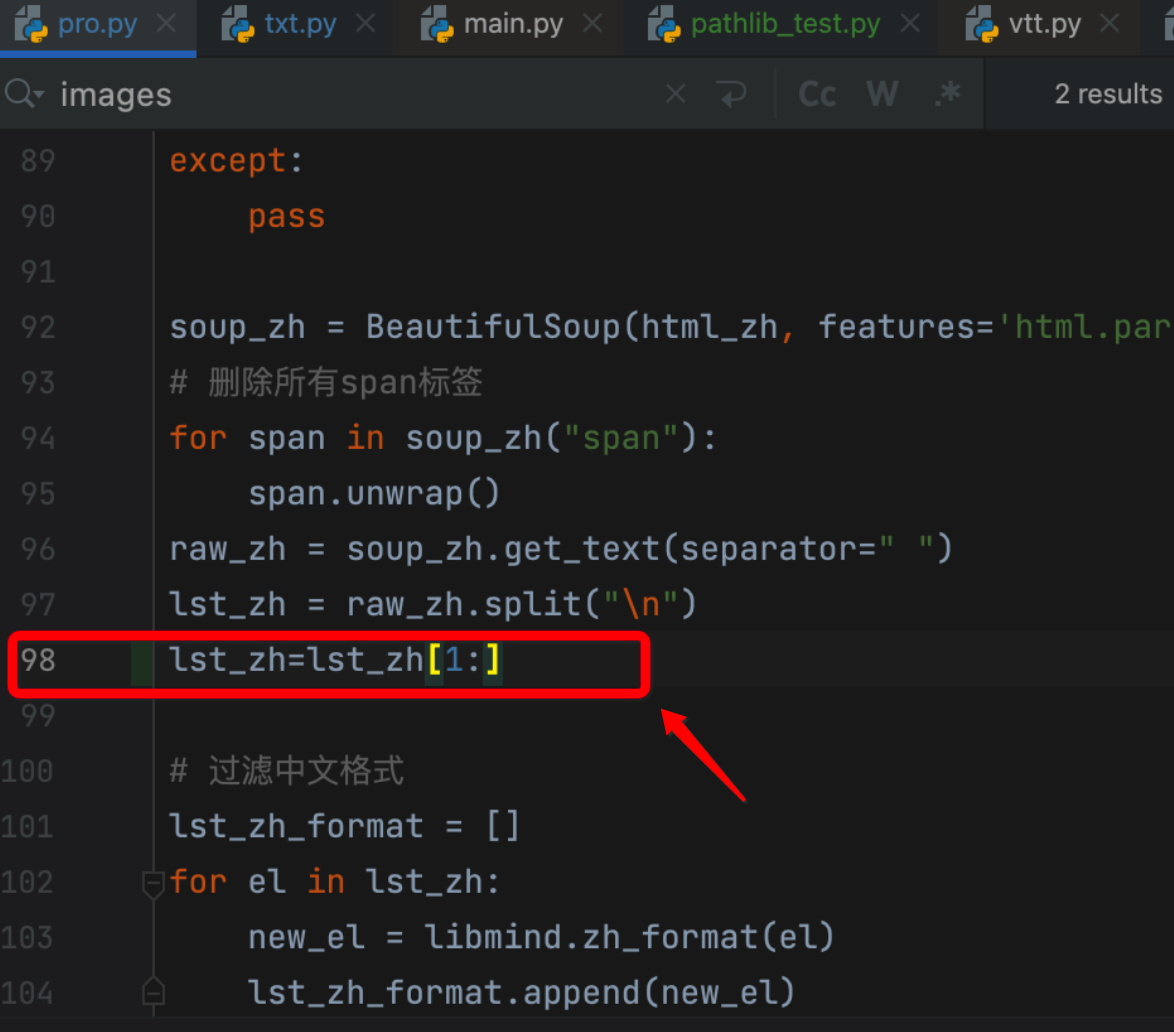 pro.py txt.py main.py pathlib_test.py vtt.py
images Cc W .* 2 results
89 except:
90 pass
91
92 soup_zh = BeautifulSoup(html_zh, features='html.par
93 # 删除所有span标签
94 for span in soup_zh("span"):
95 span.unwrap()
96 raw_zh = soup_zh.get_text(separator=" ")
97 lst_zh = raw_zh.split("\n")
98 lst_zh=lst_zh[1:]
99
100 # 过滤中文格式
101 lst_zh_format = []
102 for el in lst_zh:
103 new_el = libmind.zh_format(el)
104 lst_zh_format.append(new_el)